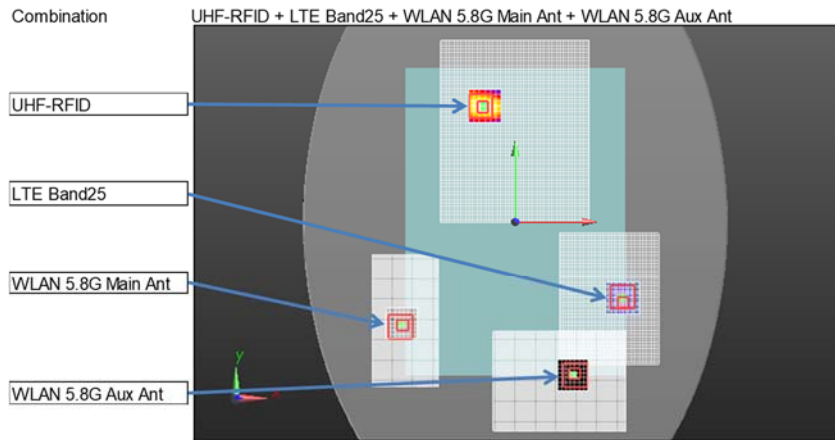 Combination UHF-RFID + LTE Band25 + WLAN 5.8G Main Ant + WLAN 5.8G Aux Ant
UHF-RFID
LTE Band25
WLAN 5.8G Main Ant
y
x
WLAN 5.8G Aux Ant